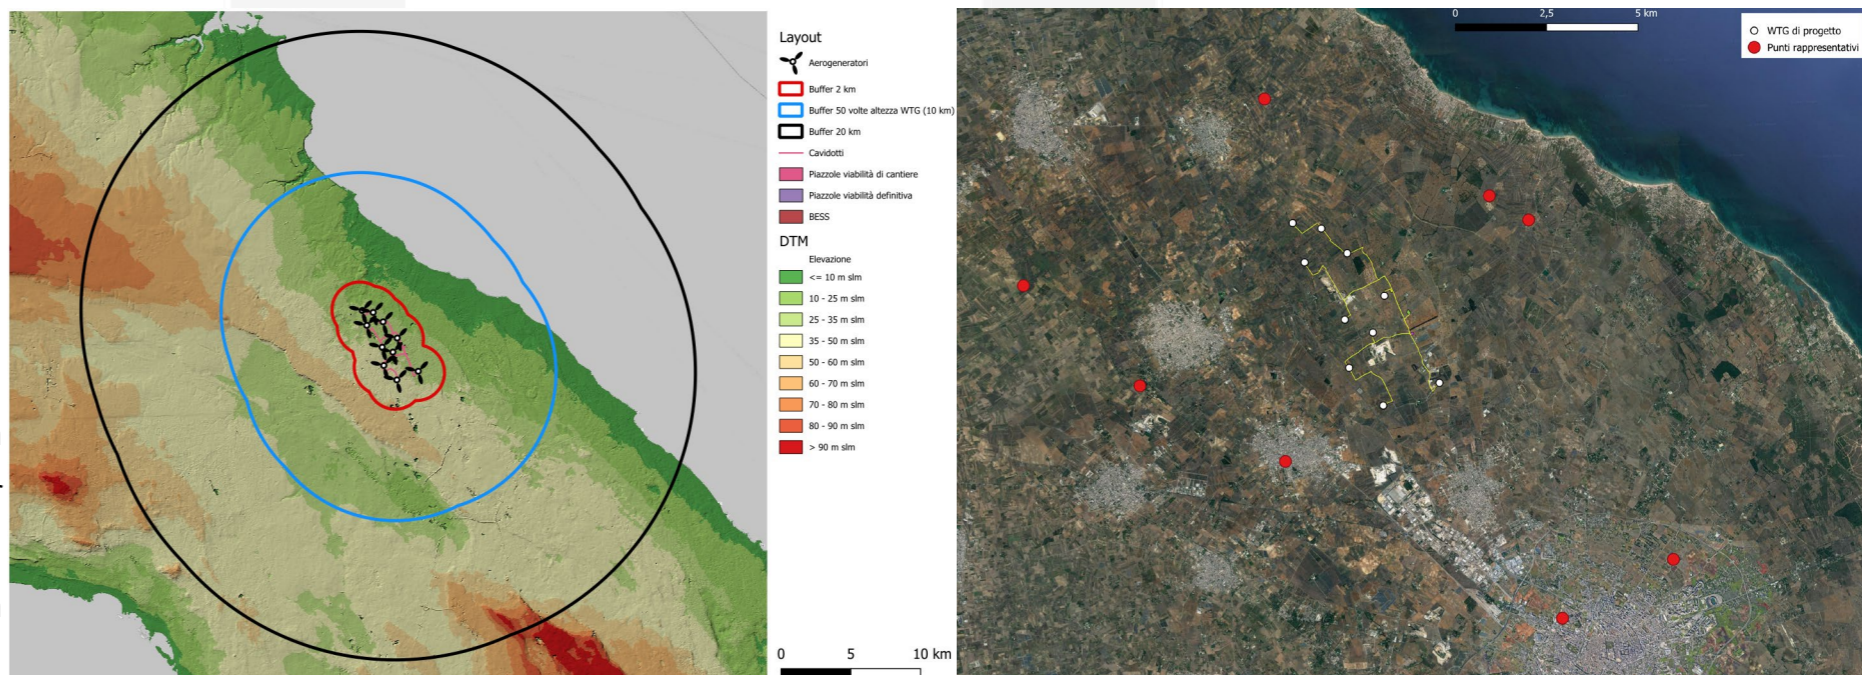 Layout
Aerogeneratori
Buffer 2 km
Buffer 50 volte altezza WTG (10 km)
Buffer 20 km
Cavidotti
Piazzole viabilità di cantiere
Piazzole viabilità definitiva
BESS
DTM
Elevazione
<= 10 m slm
10 - 25 m slm
25 - 35 m slm
35 - 50 m slm
50 - 60 m slm
60 - 70 m slm
70 - 80 m slm
80 - 90 m slm
> 90 m slm
0 5 10 km
0 2,5 5 km
WTG di progetto
Punti rappresentativi